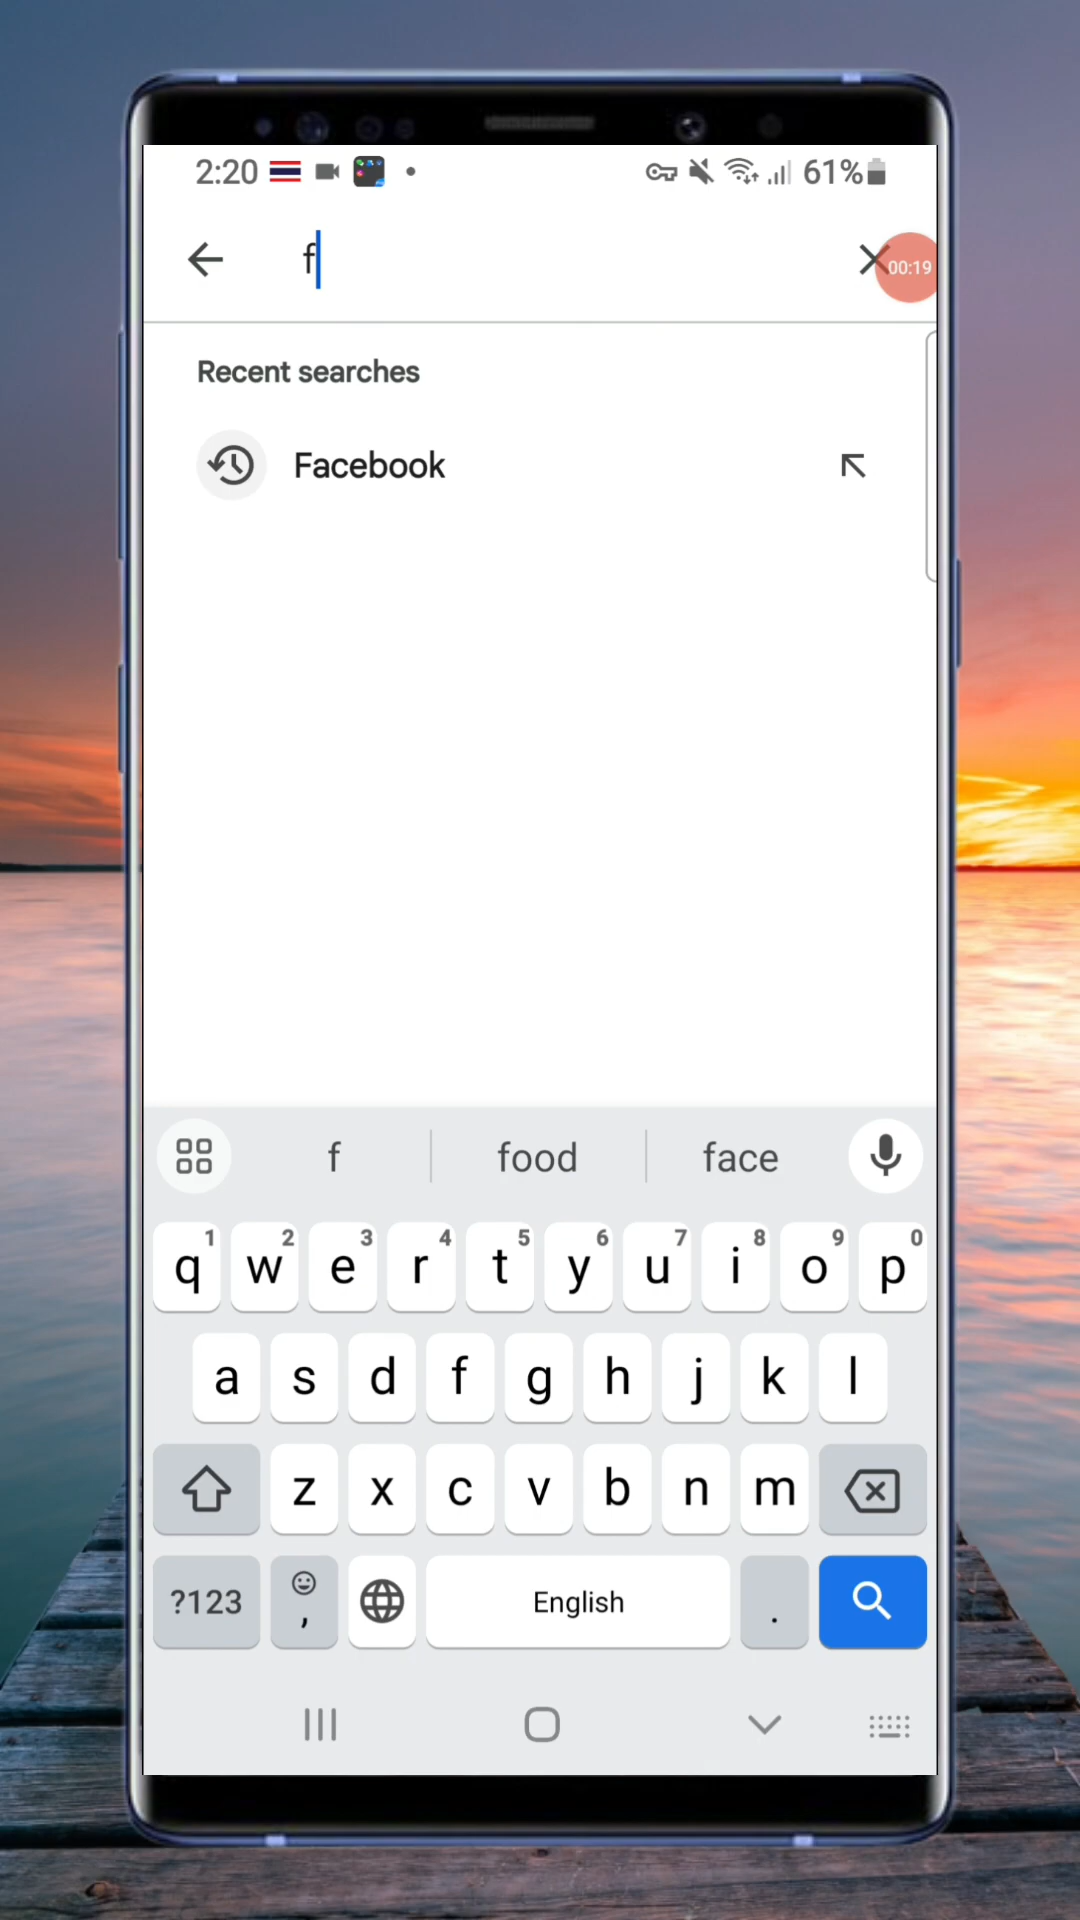 2:20 61%
f
00:19
Recent searches
Facebook
f food face
1 2 3 4 5 6 7 8 9 0
q w e r t y u i o p
a s d f g h j k l
z x c v b n m
?123 , English .